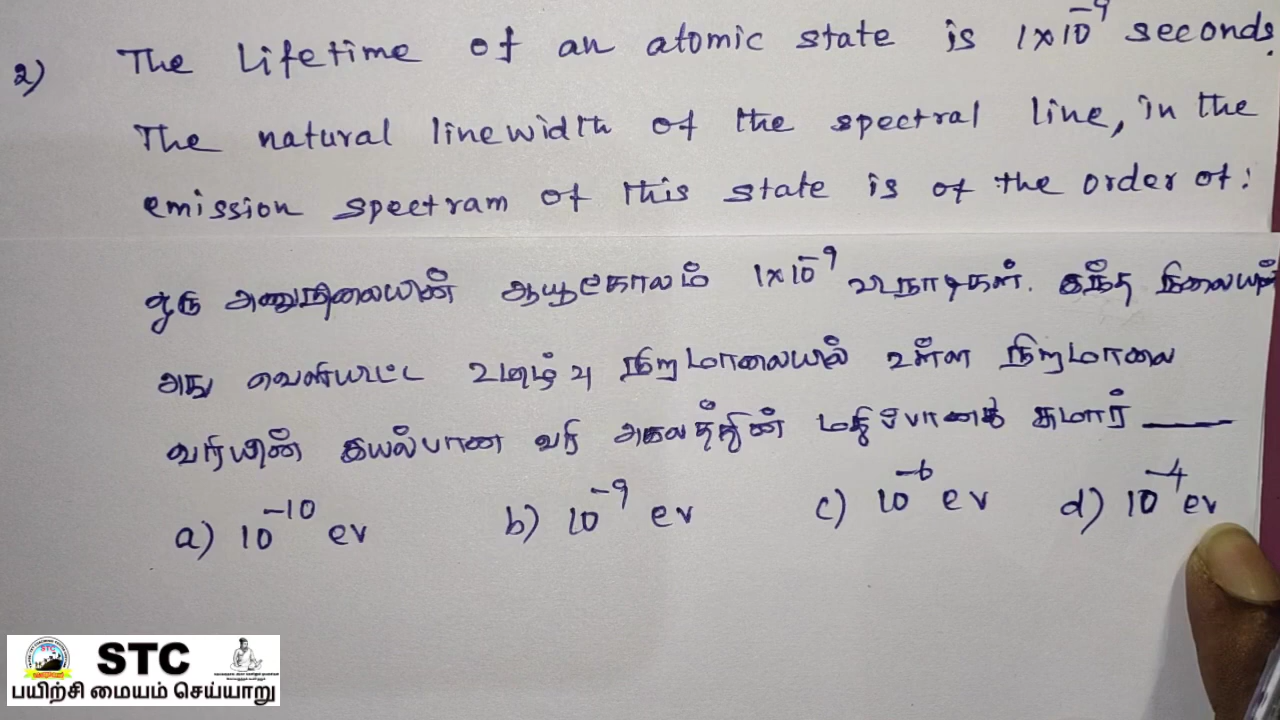 2) The Lifetime of an atomic state is 1×10⁻⁹ seconds.
The natural linewidth of the spectral line, in the
emission spectram of this state is of the order of:
ஒரு அணுநிலையின் ஆயுட்காலம் 1×10⁻⁹ வினாடிகள். இந்த நிலையின்
அது வெளியிட்ட உமிழ்வு நிறமாலையில் உள்ள நிறமாலை
வரியின் இயல்பான வரி அகலத்தின் மதிப்பானது சுமார் ____
a) 10⁻¹⁰ ev b) 10⁻⁹ ev c) 10⁻⁶ ev d) 10⁻⁴ ev
STC
பயிற்சி மையம் செய்யாறு